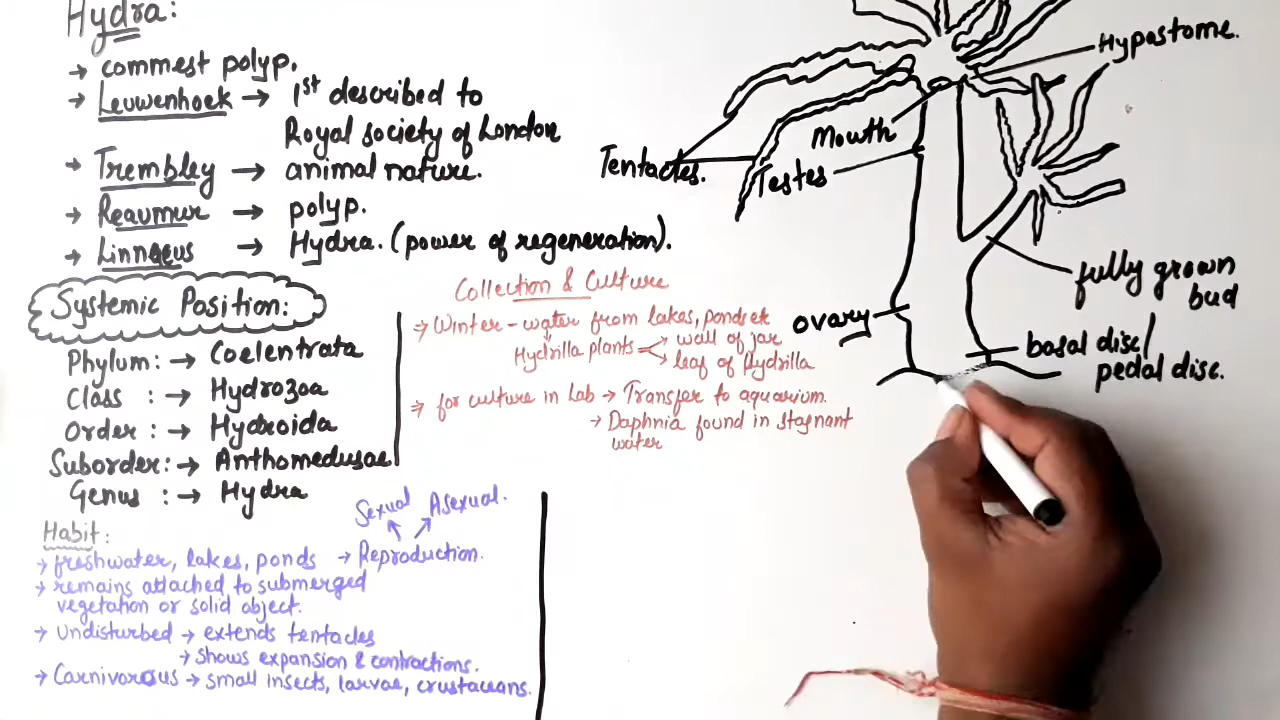 Hydra:
→ commest polyp.
→ Leuwenhoek → 1st described to
Royal society of London
→ Trembley → animal nature.
→ Reaumur → polyp.
→ Linnaeus → Hydra. (power of regeneration).
Systemic Position:
Phylum: → Coelentrata
Class : → Hydrozoa
Order : → Hydroida
Suborder: → Anthomedusae
Genus : → Hydra
Collection & Culture
⇒ Winter - water from lakes, ponds etc
Hydrilla plants → wall of jar
→ leaf of Hydrilla
⇒ for culture in Lab → Transfer to aquarium.
→ Daphnia found in stagnant
water
Habit:
→ freshwater, lakes, ponds → Reproduction.
Sexual Asexual.
→ remains attached to submerged
vegetation or solid object.
→ Undisturbed → extends tentacles
→ shows expansion & contractions.
→ Carnivorous → small insects, larvae, crustaceans.
Hypostome.
Mouth
Tentacles.
Testes
fully grown
bud
ovary
basal disc/
pedal disc.